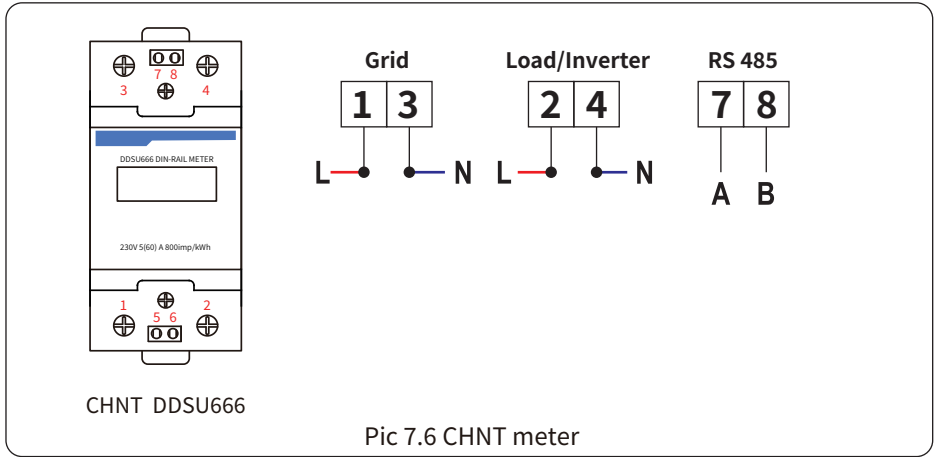 7 8
3 4
DDSU666 DIN-RAIL METER
230V 5(60) A 800imp/kWh
1 2
5 6
CHNT DDSU666
Grid
1 3
L N
Load/Inverter
2 4
L N
RS 485
7 8
A B
Pic 7.6 CHNT meter